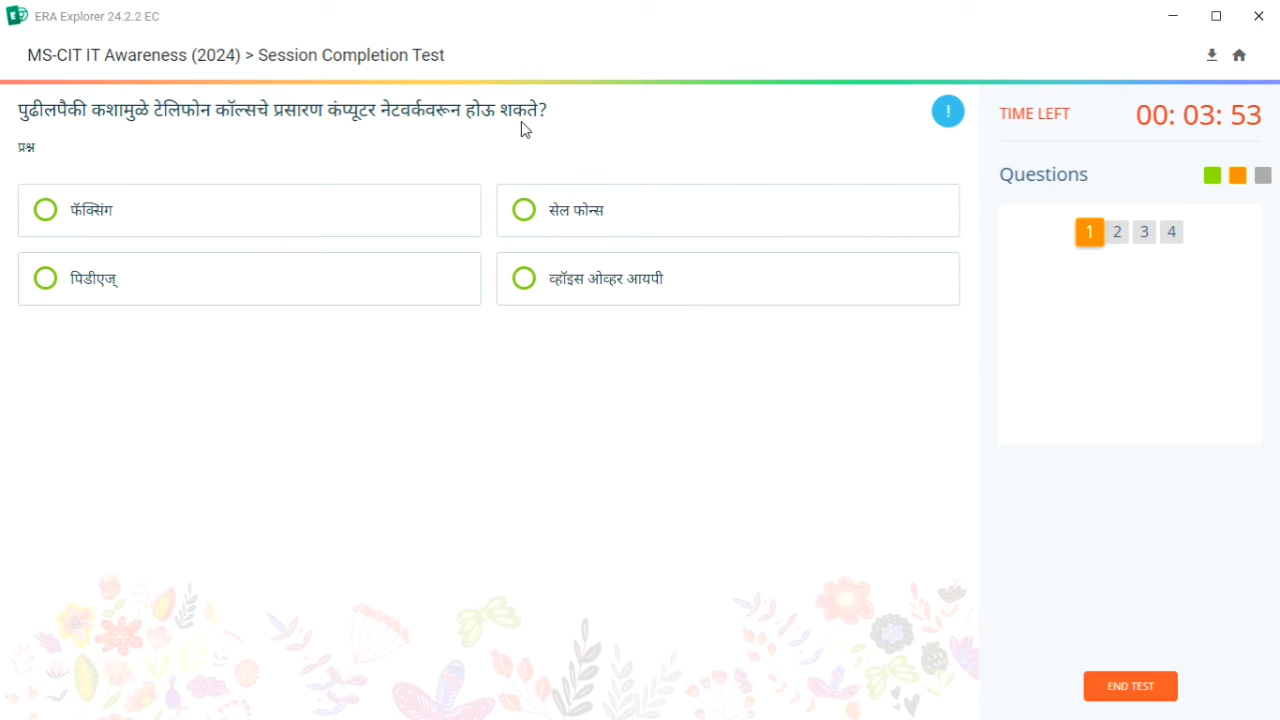 ERA Explorer 24.2.2 EC
MS-CIT IT Awareness (2024) > Session Completion Test
पुढीलपैकी कशामुळे टेलिफोन कॉल्सचे प्रसारण कंप्यूटर नेटवर्कवरून होऊ शकते?
!
प्रश्न
फॅक्सिंग
सेल फोन्स
पिडीएज्
व्हॉइस ओव्हर आयपी
TIME LEFT 00: 03: 53
Questions
1 2 3 4
END TEST